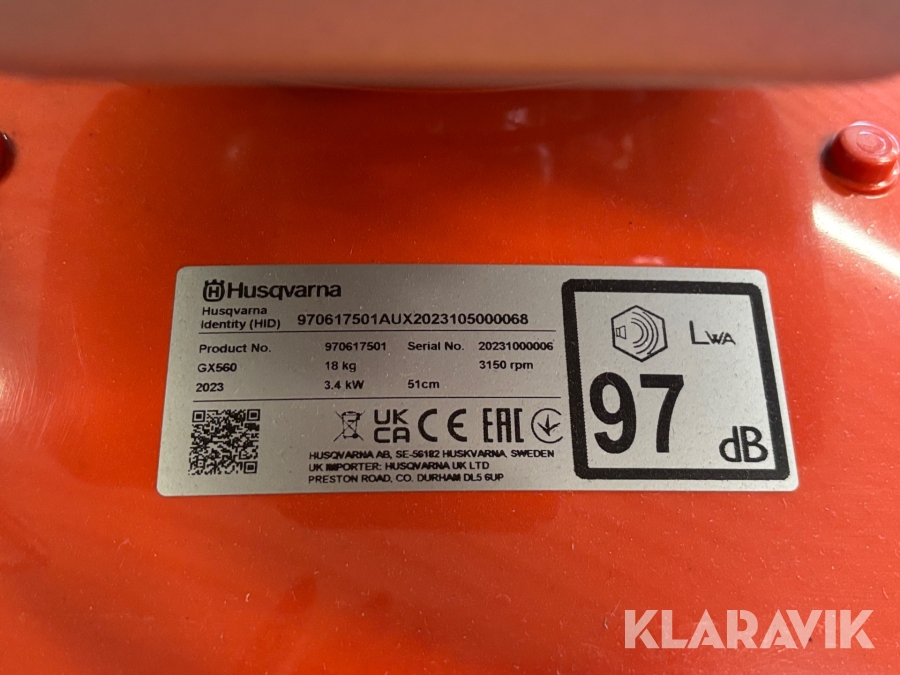 Husqvarna
Husqvarna
Identity (HID) 970617501AUX2023105000068
Product No. 970617501 Serial No. 20231000006
GX560 18 kg 3150 rpm
2023 3.4 kW 51cm
UK
CA CE EAC
HUSQVARNA AB, SE-56182 HUSKVARNA, SWEDEN
UK IMPORTER: HUSQVARNA UK LTD
PRESTON ROAD, CO. DURHAM DL5 6UP
LWA
97
dB
KLARAVIK